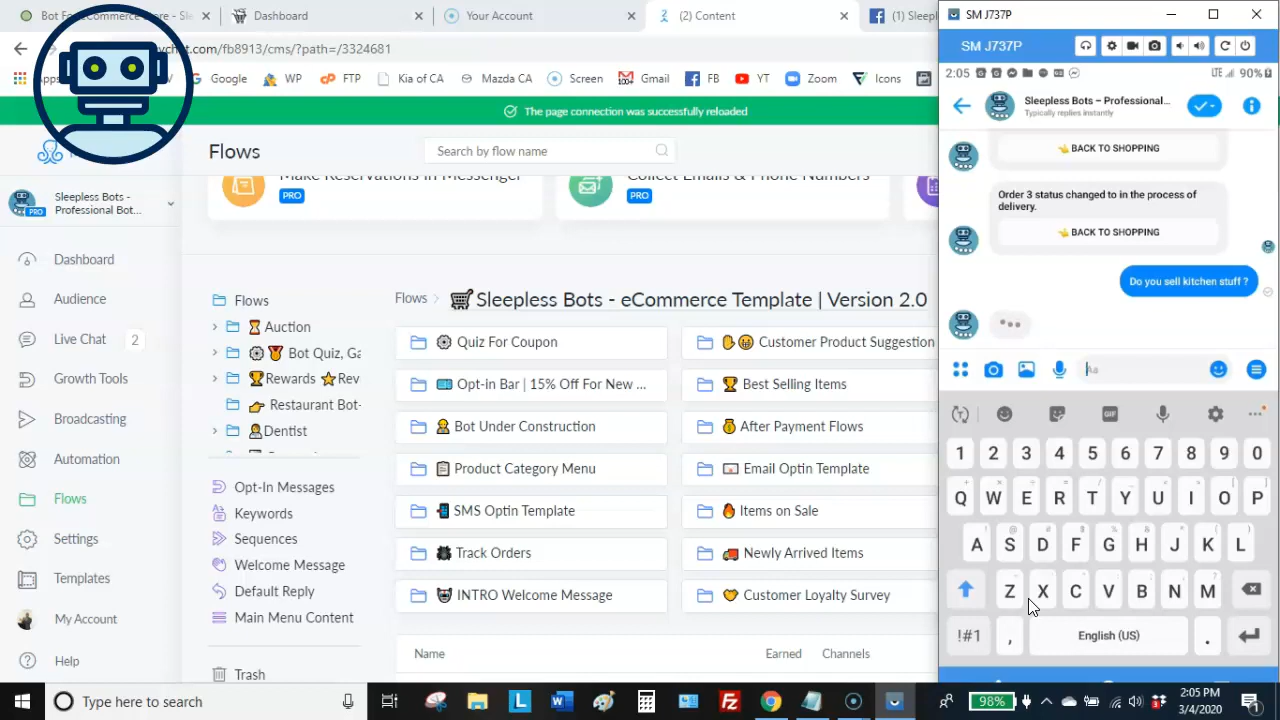 Bot For eCommerce Store -
Dashboard
Your Account
(2) Content
(1) Sleepl
ychat.com/fb8913/cms/?path=/3324681
Google
WP
FTP
Kia of CA
Mazda CA
Screen
Gmail
FB
YT
Zoom
Icons
The page connection was successfully reloaded
Flows
Search by flow name
Make Reservations in Messenger
PRO
Collect Emails & Phone Numbers
PRO
Sleepless Bots -
Professional Bot...
PRO
Dashboard
Audience
Live Chat 2
Growth Tools
Broadcasting
Automation
Flows
Settings
Templates
My Account
Help
Flows
Auction
Bot Quiz, Ga
Rewards ⭐Rev
Restaurant Bot-
Dentist
Opt-In Messages
Keywords
Sequences
Welcome Message
Default Reply
Main Menu Content
Trash
Flows > Sleepless Bots - eCommerce Template | Version 2.0
Quiz For Coupon
Customer Product Suggestion
Opt-in Bar | 15% Off For New ...
Best Selling Items
Bot Under Construction
After Payment Flows
Product Category Menu
Email Optin Template
SMS Optin Template
Items on Sale
Track Orders
Newly Arrived Items
INTRO Welcome Message
Customer Loyalty Survey
Name Earned Channels
SM J737P
SM J737P
2:05 LTE 90%
Sleepless Bots – Professional...
Typically replies instantly
👈 BACK TO SHOPPING
Order 3 status changed to in the process of
delivery.
👈 BACK TO SHOPPING
Do you sell kitchen stuff ?
Aa
GIF
1 2 3 4 5 6 7 8 9 0
Q W E R T Y U I O P
A S D F G H J K L
Z X C V B N M
!#1 , English (US) .
Type here to search
98%
2:05 PM
3/4/2020